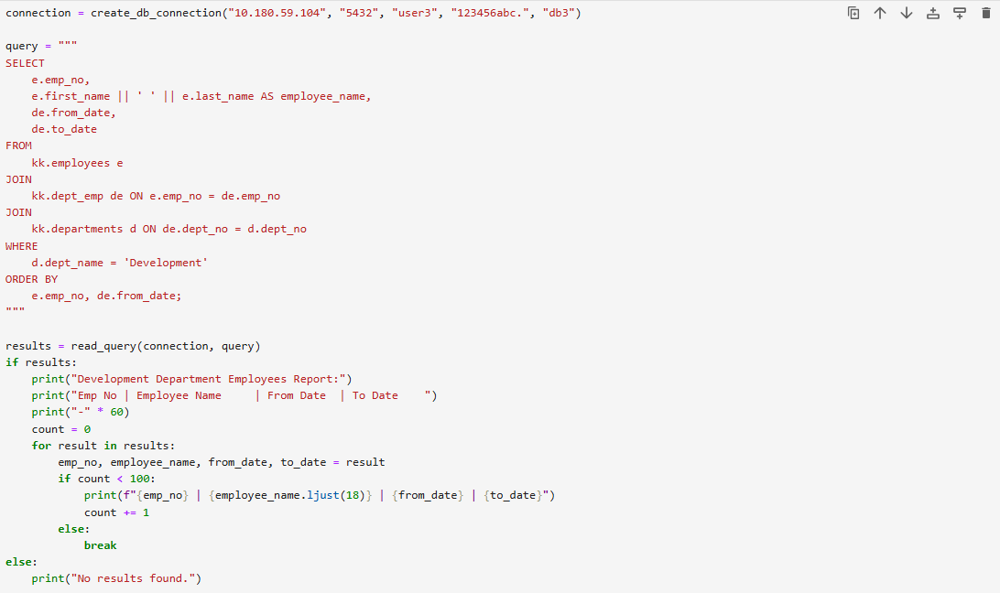 connection = create_db_connection("10.180.59.104", "5432", "user3", "123456abc.", "db3")

query = """
SELECT
    e.emp_no,
    e.first_name || ' ' || e.last_name AS employee_name,
    de.from_date,
    de.to_date
FROM
    kk.employees e
JOIN
    kk.dept_emp de ON e.emp_no = de.emp_no
JOIN
    kk.departments d ON de.dept_no = d.dept_no
WHERE
    d.dept_name = 'Development'
ORDER BY
    e.emp_no, de.from_date;
"""

results = read_query(connection, query)
if results:
    print("Development Department Employees Report:")
    print("Emp No | Employee Name     | From Date  | To Date    ")
    print("-" * 60)
    count = 0
    for result in results:
        emp_no, employee_name, from_date, to_date = result
        if count < 100:
            print(f"{emp_no} | {employee_name.ljust(18)} | {from_date} | {to_date}")
            count += 1
        else:
            break
else:
    print("No results found.")